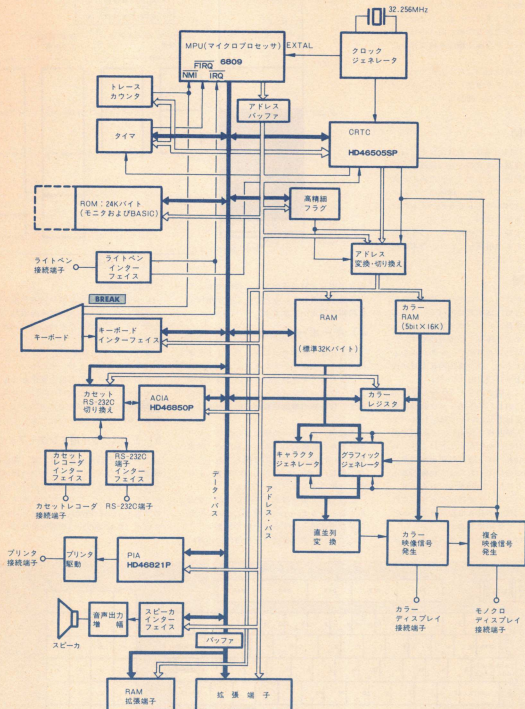 32.256MHz
MPU(マイクロプロセッサ)
6809
EXTAL
FIRQ
NMI
IRQ
クロック
ジェネレータ
トレース
カウンタ
アドレス
バッファ
タイマ
CRTC
HD46505SP
ROM：24Kバイト
(モニタおよびBASIC)
高精細
フラグ
ライトペン
接続端子
ライトペン
インター
フェイス
アドレス
変換・切り換え
BREAK
キーボード
キーボード
インターフェイス
RAM
(標準32Kバイト)
カラー
RAM
(5bit×16K)
カセット
RS-232C
切り換え
ACIA
HD46850P
カラー
レジスタ
カセット
レコーダ
インター
フェイス
RS-232C
端子
インター
フェイス
キャラクタ
ジェネレータ
グラフィック
ジェネレータ
カセットレコーダ
接続端子
RS-232C端子
データ・バス
アドレス・バス
直並列
変換
カラー
映像信号
発生
複合
映像信号
発生
プリンタ
接続端子
プリンタ
駆動
PIA
HD46821P
カラー
ディスプレイ
接続端子
モノクロ
ディスプレイ
接続端子
スピーカ
音声出力
増幅
スピーカ
インター
フェイス
バッファ
RAM
拡張端子
拡張端子